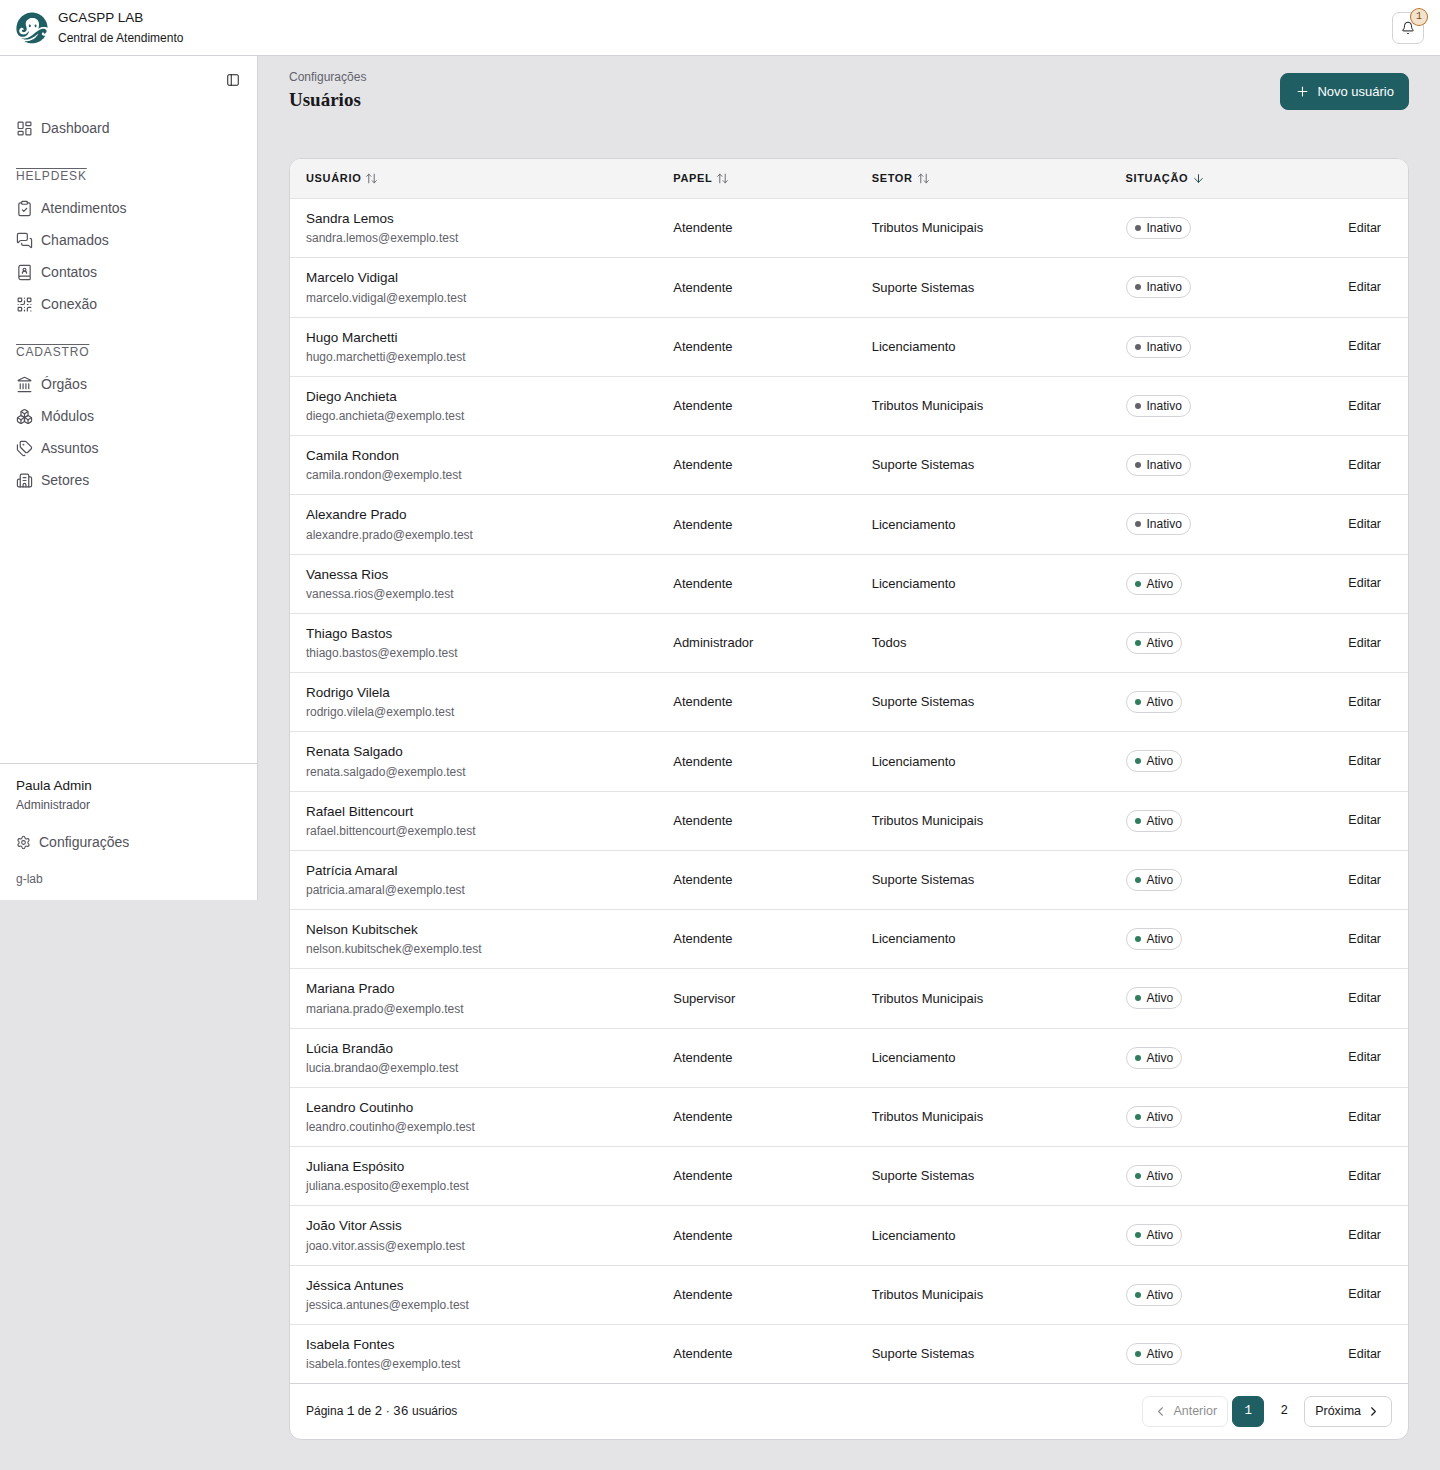 GCASPP LAB
Central de Atendimento
1
Dashboard
HELPDESK
Atendimentos
Chamados
Contatos
Conexão
CADASTRO
Órgãos
Módulos
Assuntos
Setores
Paula Admin
Administrador
Configurações
g-lab
Configurações
Usuários
Novo usuário
USUÁRIO PAPEL SETOR SITUAÇÃO
Sandra Lemos
sandra.lemos@exemplo.test
Atendente Tributos Municipais Inativo Editar
Marcelo Vidigal
marcelo.vidigal@exemplo.test
Atendente Suporte Sistemas Inativo Editar
Hugo Marchetti
hugo.marchetti@exemplo.test
Atendente Licenciamento Inativo Editar
Diego Anchieta
diego.anchieta@exemplo.test
Atendente Tributos Municipais Inativo Editar
Camila Rondon
camila.rondon@exemplo.test
Atendente Suporte Sistemas Inativo Editar
Alexandre Prado
alexandre.prado@exemplo.test
Atendente Licenciamento Inativo Editar
Vanessa Rios
vanessa.rios@exemplo.test
Atendente Licenciamento Ativo Editar
Thiago Bastos
thiago.bastos@exemplo.test
Administrador Todos Ativo Editar
Rodrigo Vilela
rodrigo.vilela@exemplo.test
Atendente Suporte Sistemas Ativo Editar
Renata Salgado
renata.salgado@exemplo.test
Atendente Licenciamento Ativo Editar
Rafael Bittencourt
rafael.bittencourt@exemplo.test
Atendente Tributos Municipais Ativo Editar
Patrícia Amaral
patricia.amaral@exemplo.test
Atendente Suporte Sistemas Ativo Editar
Nelson Kubitschek
nelson.kubitschek@exemplo.test
Atendente Licenciamento Ativo Editar
Mariana Prado
mariana.prado@exemplo.test
Supervisor Tributos Municipais Ativo Editar
Lúcia Brandão
lucia.brandao@exemplo.test
Atendente Licenciamento Ativo Editar
Leandro Coutinho
leandro.coutinho@exemplo.test
Atendente Tributos Municipais Ativo Editar
Juliana Espósito
juliana.esposito@exemplo.test
Atendente Suporte Sistemas Ativo Editar
João Vitor Assis
joao.vitor.assis@exemplo.test
Atendente Licenciamento Ativo Editar
Jéssica Antunes
jessica.antunes@exemplo.test
Atendente Tributos Municipais Ativo Editar
Isabela Fontes
isabela.fontes@exemplo.test
Atendente Suporte Sistemas Ativo Editar
Página 1 de 2 · 36 usuários
Anterior 1 2 Próxima